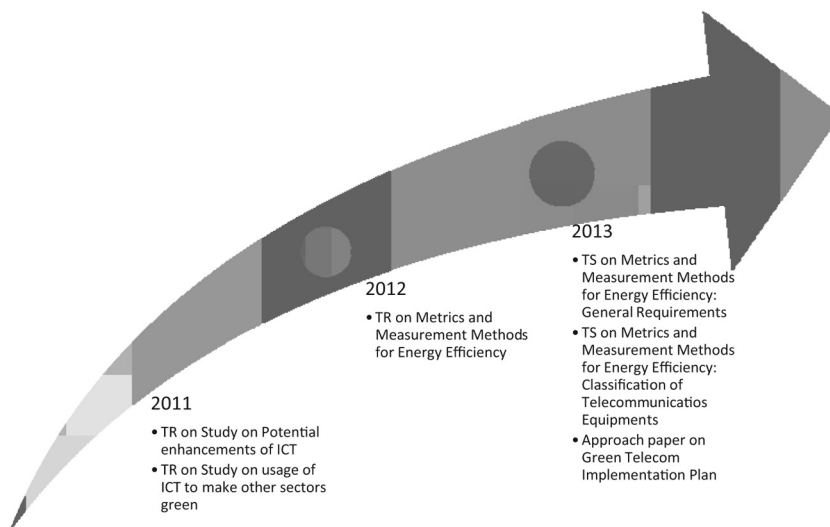 2011
• TR on Study on Potential
enhancements of ICT
• TR on Study on usage of
ICT to make other sectors
green
2012
• TR on Metrics and
Measurement Methods
for Energy Efficiency
2013
• TS on Metrics and
Measurement Methods
for Energy Efficiency:
General Requirements
• TS on Metrics and
Measurement Methods
for Energy Efficiency:
Classification of
Telecommunicatios
Equipments
• Approach paper on
Green Telecom
Implementation Plan